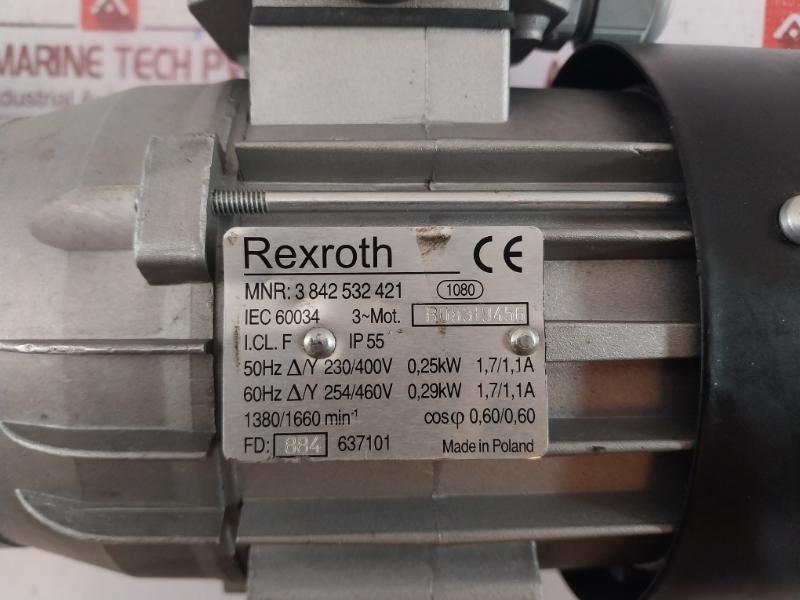 MARINE TECH
Rexroth CE
MNR: 3 842 532 421 1080
IEC 60034 3~Mot.
I.CL. F IP 55
50Hz Δ/Y 230/400V 0,25kW 1,7/1,1A
60Hz Δ/Y 254/460V 0,29kW 1,7/1,1A
1380/1660 min⁻¹ cosφ 0,60/0,60
FD: 884 637101 Made in Poland